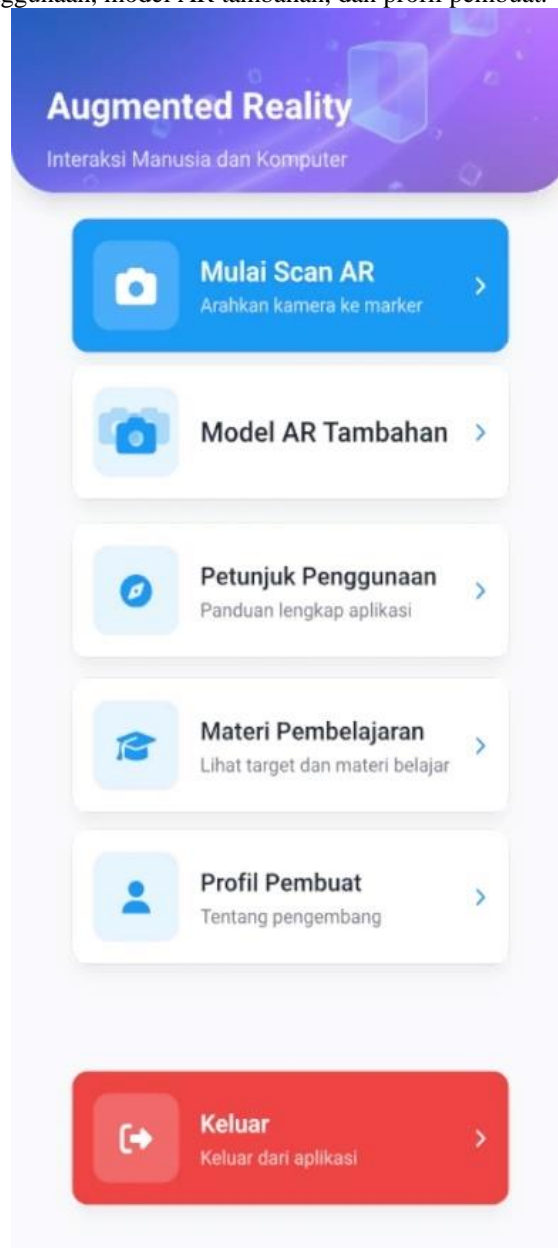 penggunaan, model AR tambahan, dan profil pembuat.
Augmented Reality
Interaksi Manusia dan Komputer
Mulai Scan AR
Arahkan kamera ke marker
Model AR Tambahan
Petunjuk Penggunaan
Panduan lengkap aplikasi
Materi Pembelajaran
Lihat target dan materi belajar
Profil Pembuat
Tentang pengembang
Keluar
Keluar dari aplikasi